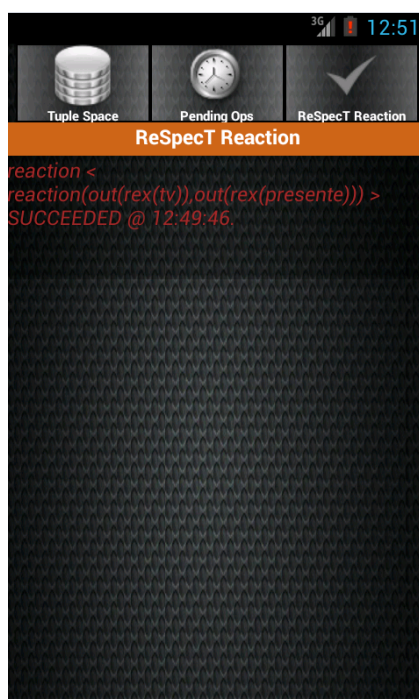 3G 12:51
Tuple Space Pending Ops ReSpecT Reaction
ReSpecT Reaction
reaction <
reaction(out(rex(tv)),out(rex(presente))) >
SUCCEEDED @ 12:49:46.